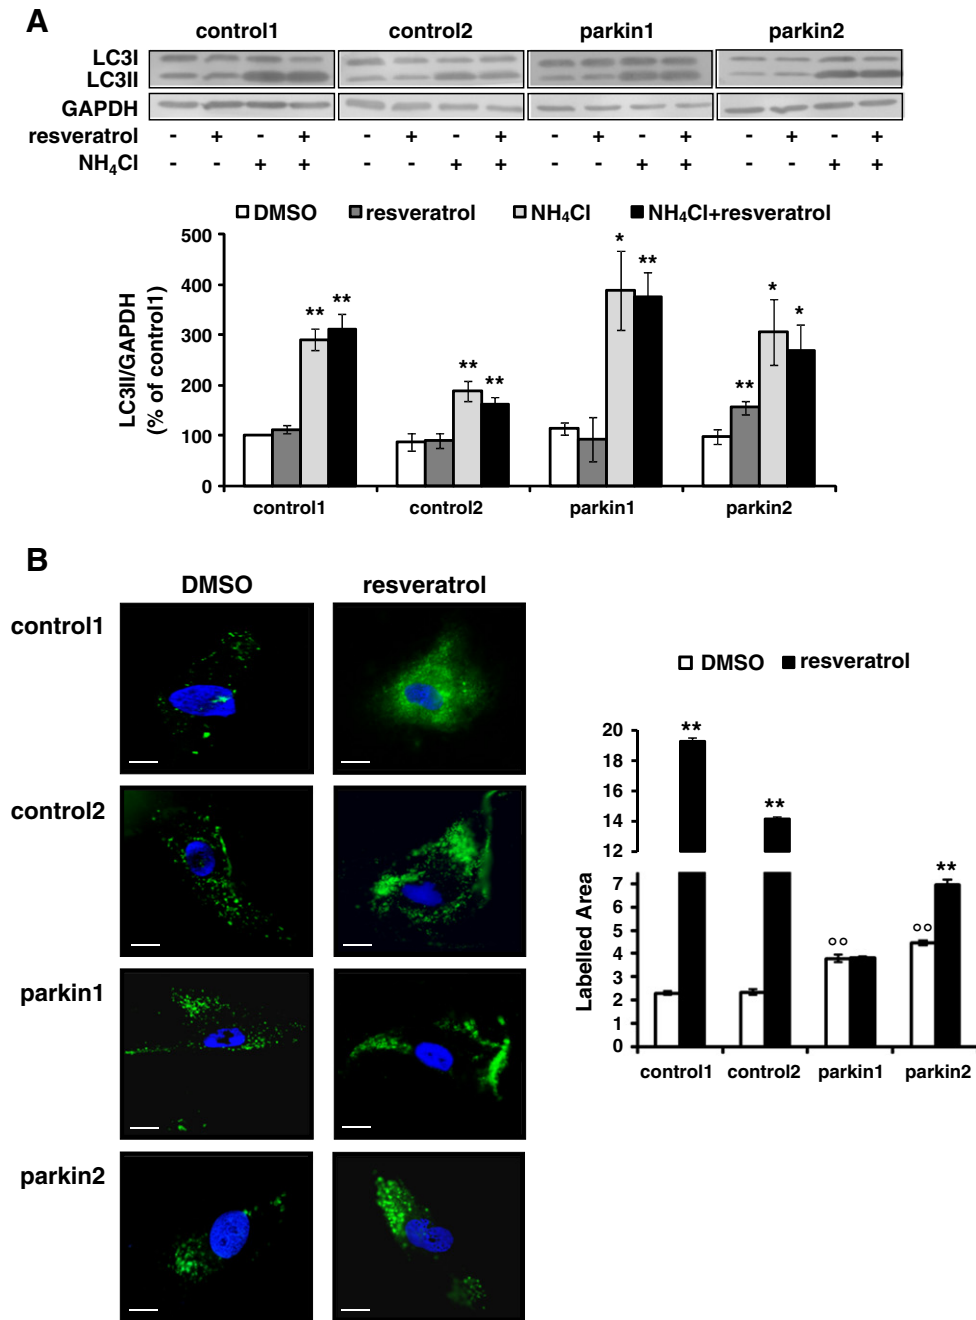 A
control1 control2 parkin1 parkin2
LC3I
LC3II
GAPDH
resveratrol - + - + - + - + - + - + - + - +
NH₄Cl - - + + - - + + - - + + - - + +
DMSO resveratrol NH₄Cl NH₄Cl+resveratrol
LC3II/GAPDH
(% of control1)
500
400
300
200
100
0
** ** ** ** * ** ** * *
control1 control2 parkin1 parkin2
B
DMSO resveratrol
control1
control2
parkin1
parkin2
DMSO resveratrol
Labelled Area
20
18
16
14
12
7
6
5
4
3
2
1
0
** ** °° °° **
control1 control2 parkin1 parkin2